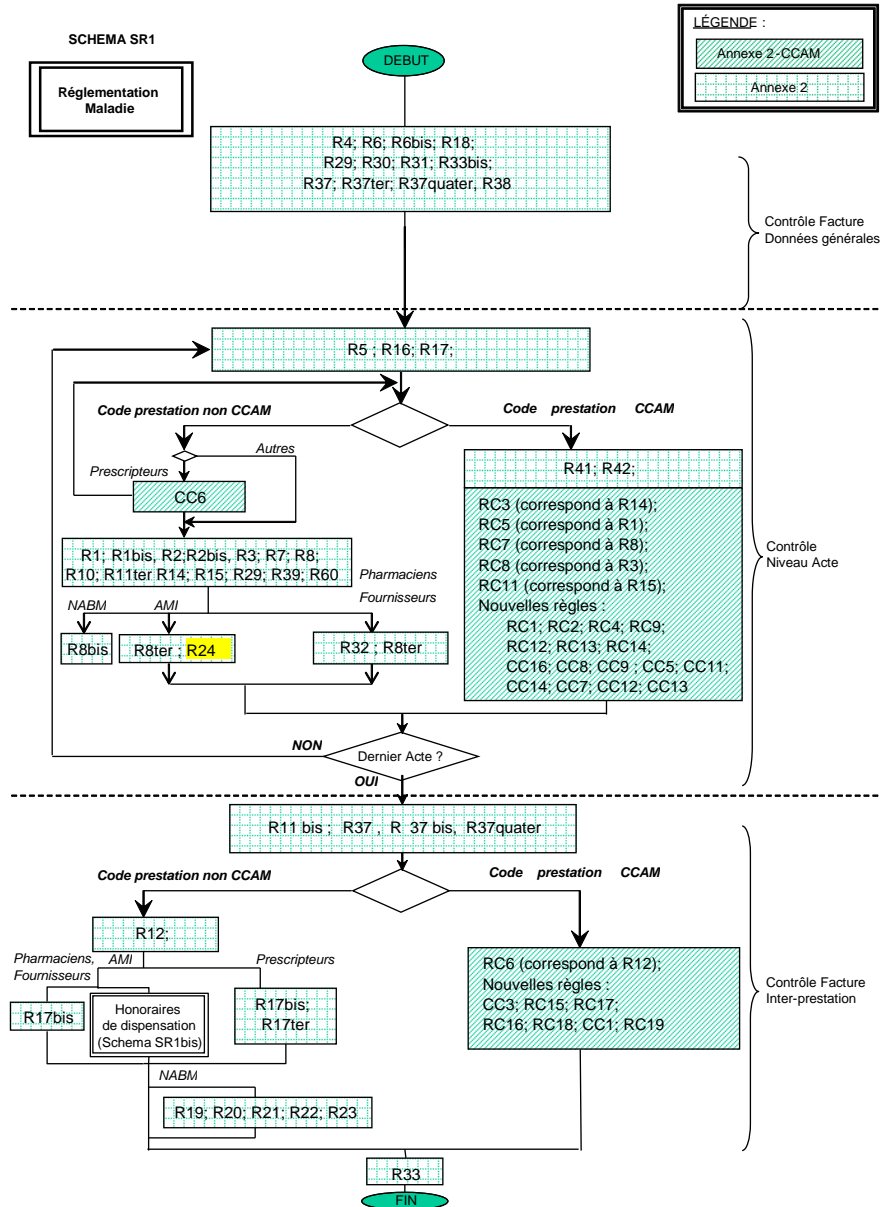 SCHEMA SR1
Réglementation
Maladie
DEBUT
LÉGENDE :
Annexe 2-CCAM
Annexe 2
R4; R6; R6bis; R18;
R29; R30; R31; R33bis;
R37; R37ter; R37quater, R38
Contrôle Facture
Données générales
R5 ; R16; R17;
Code prestation non CCAM
Code prestation CCAM
Autres
Prescripteurs
CC6
R41; R42;
RC3 (correspond à R14);
RC5 (correspond à R1);
RC7 (correspond à R8);
RC8 (correspond à R3);
RC11 (correspond à R15);
Nouvelles règles :
RC1; RC2; RC4; RC9;
RC12; RC13; RC14;
CC16; CC8; CC9 ; CC5; CC11;
CC14; CC7; CC12; CC13
Contrôle
Niveau Acte
R1; R1bis, R2;R2bis, R3; R7; R8,
R10; R11ter R14; R15; R29; R39; R60
Pharmaciens
Fournisseurs
NABM
AMI
R8bis
R8ter ; R24
R32 ; R8ter
NON
Dernier Acte ?
OUI
R11 bis ; R37 , R 37 bis, R37quater
Code prestation non CCAM
Code prestation CCAM
R12;
Pharmaciens,
Fournisseurs
AMI
Prescripteurs
R17bis
Honoraires
de dispensation
(Schema SR1bis)
R17bis;
R17ter
RC6 (correspond à R12);
Nouvelles règles :
CC3; RC15; RC17;
RC16; RC18; CC1; RC19
Contrôle Facture
Inter-prestation
NABM
R19; R20; R21; R22; R23
R33
FIN